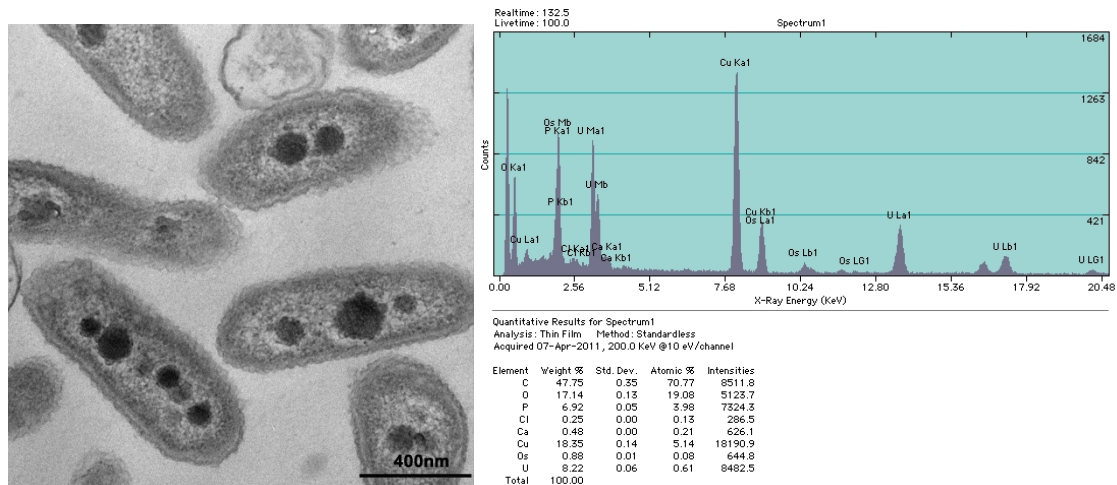 400nm
Realtime: 132.5
Livetime: 100.0
Spectrum1
1684
Cu Ka1
1263
Os Mb
P Ka1
U Ma1
Counts
842
O Ka1
U Mb
P Kb1
Cu Kb1
Os La1
421
U La1
Cu La1
Cl Ka1
Ca Ka1
Cl Kb1
Ca Kb1
Os Lb1
Os LG1
U Lb1
U LG1
0.00 2.56 5.12 7.68 10.24 12.80 15.36 17.92 20.48
X-Ray Energy (KeV)
Quantitative Results for Spectrum1
Analysis: Thin Film Method: Standardless
Acquired 07-Apr-2011, 200.0 KeV @10 eV/channel
Element Weight % Std. Dev. Atomic % Intensities
C 47.75 0.35 70.77 8511.8
O 17.14 0.13 19.08 5123.7
P 6.92 0.05 3.98 7324.3
Cl 0.25 0.00 0.13 286.5
Ca 0.48 0.00 0.21 626.1
Cu 18.35 0.14 5.14 18190.9
Os 0.88 0.01 0.08 644.8
U 8.22 0.06 0.61 8482.5
Total 100.00